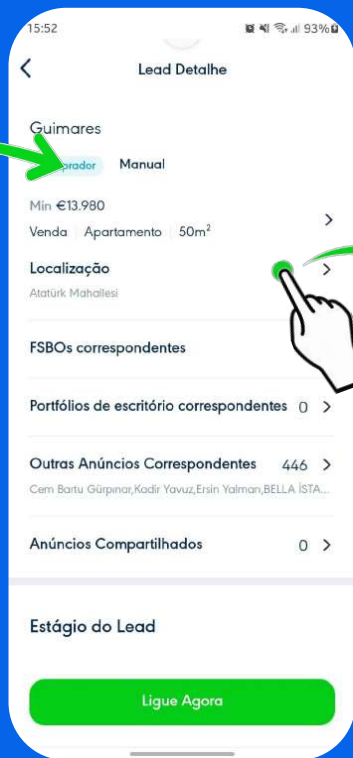 15:52
93%
Lead Detalhe
Guimares
prador Manual
Min €13.980
Venda Apartamento 50m²
Localização
Atatürk Mahallesi
FSBOs correspondentes
Portfólios de escritório correspondentes 0
Outras Anúncios Correspondentes 446
Cem Bartu Gürpınar,Kadir Yavuz,Ersin Yalman,BELLA İSTA...
Anúncios Compartilhados 0
Estágio do Lead
Ligue Agora